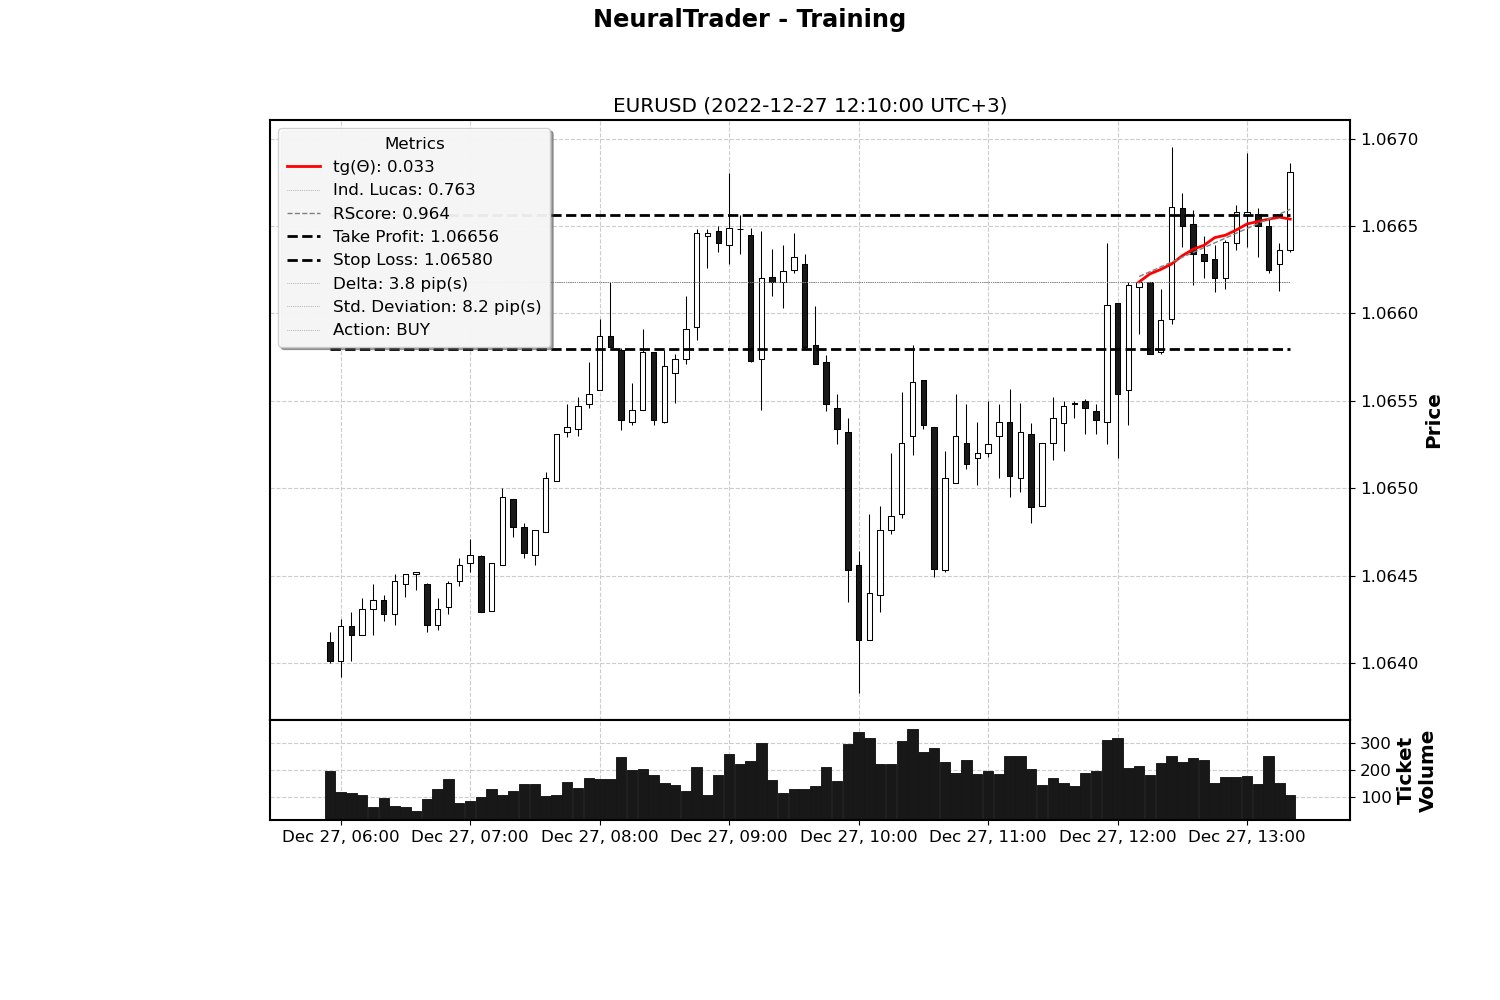 NeuralTrader - Training
EURUSD (2022-12-27 12:10:00 UTC+3)
Metrics
tg(Θ): 0.033
Ind. Lucas: 0.763
RScore: 0.964
Take Profit: 1.06656
Stop Loss: 1.06580
Delta: 3.8 pip(s)
Std. Deviation: 8.2 pip(s)
Action: BUY
1.0670
1.0665
1.0660
1.0655
1.0650
1.0645
1.0640
Price
300
200
100
Ticket
Volume
Dec 27, 06:00 Dec 27, 07:00 Dec 27, 08:00 Dec 27, 09:00 Dec 27, 10:00 Dec 27, 11:00 Dec 27, 12:00 Dec 27, 13:00